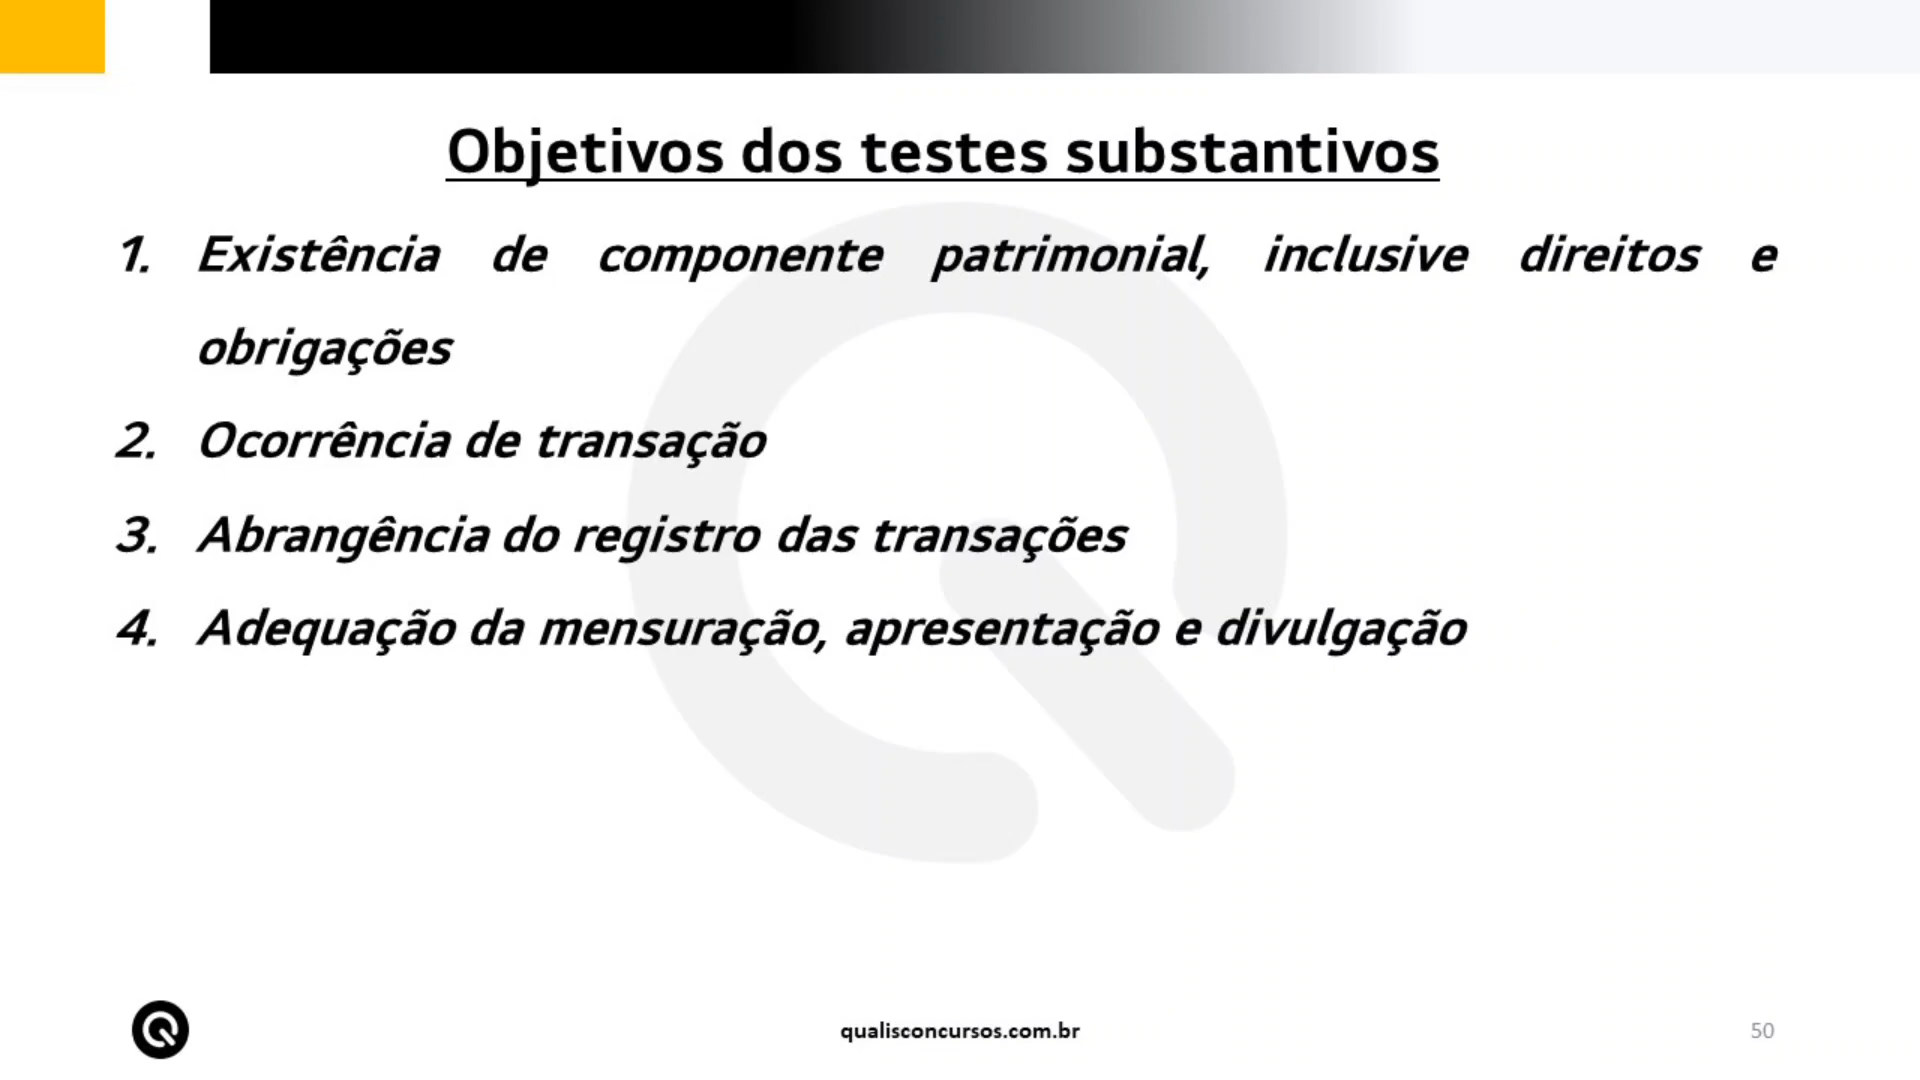 Objetivos dos testes substantivos
1. Existência de componente patrimonial, inclusive direitos e
obrigações
2. Ocorrência de transação
3. Abrangência do registro das transações
4. Adequação da mensuração, apresentação e divulgação
qualisconcursos.com.br
50